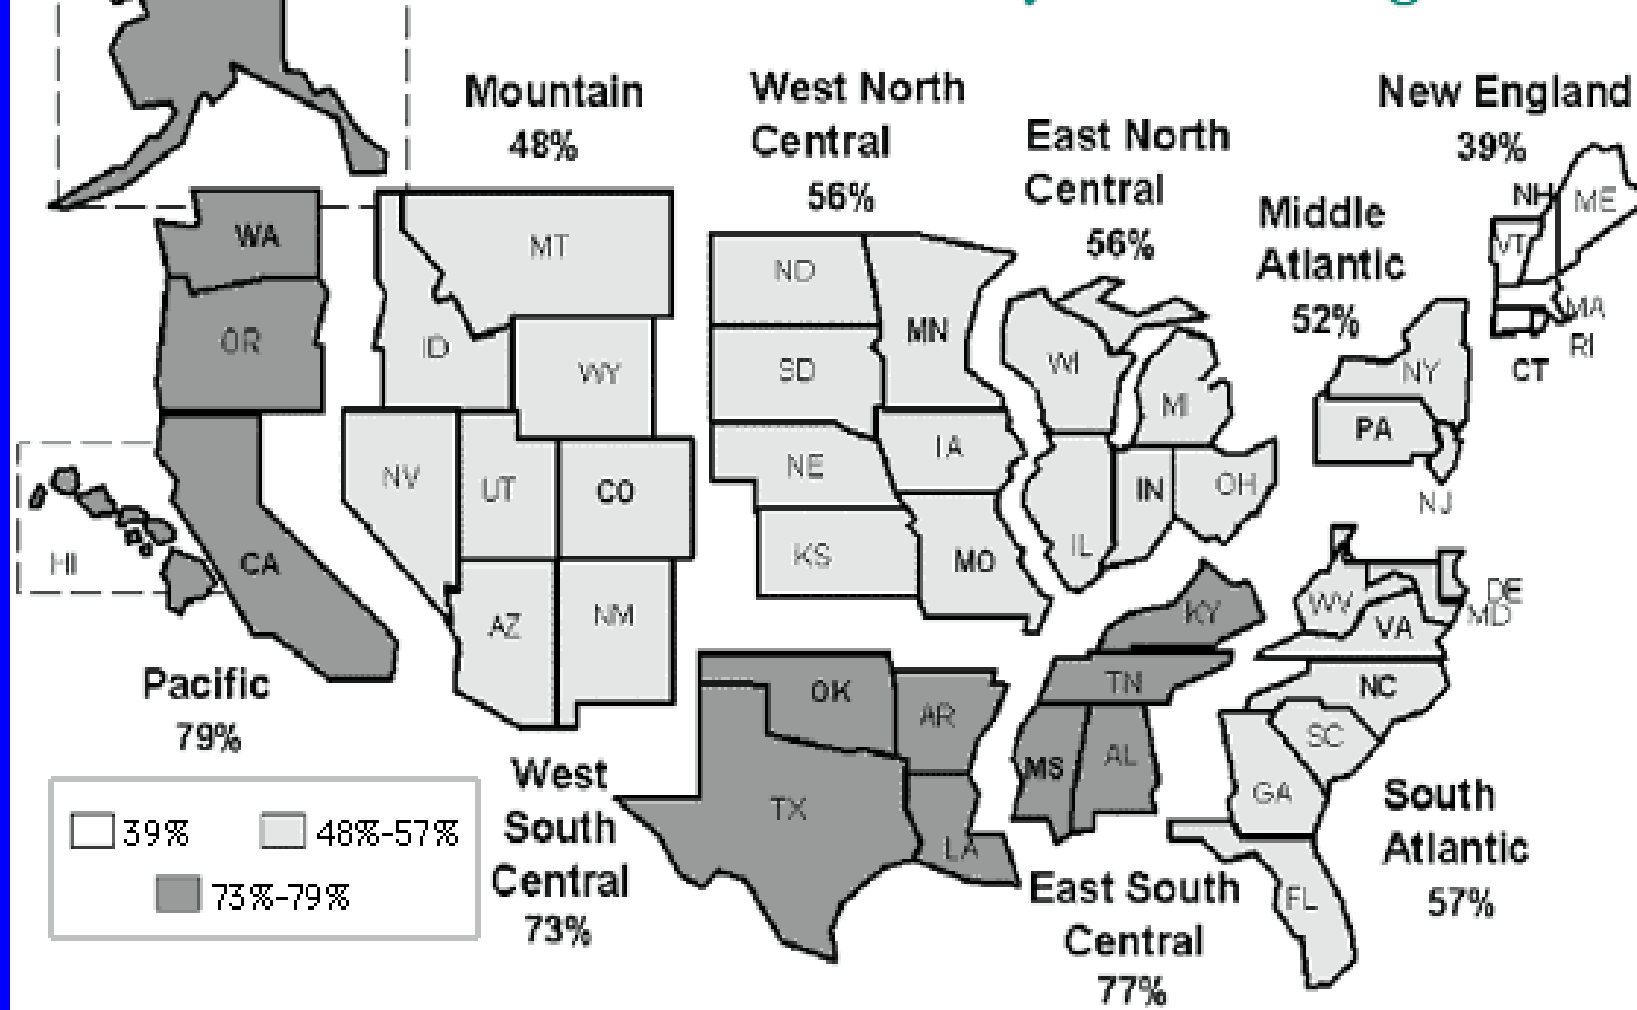 Mountain
48%
West North
Central
56%
East North
Central
56%
New England
39%
Middle
Atlantic
52%
NH
ME
VT
MA
RI
CT
WA
OR
CA
HI
MT
ID
WY
NV
UT
CO
AZ
NM
ND
MN
SD
NE
IA
KS
MO
WI
MI
IL
IN
OH
NY
PA
NJ
KY
TN
MS
AL
WV
VA
DE
MD
NC
SC
GA
FL
OK
AR
TX
LA
Pacific
79%
West
South
Central
73%
East South
Central
77%
South
Atlantic
57%
39%
48%-57%
73%-79%